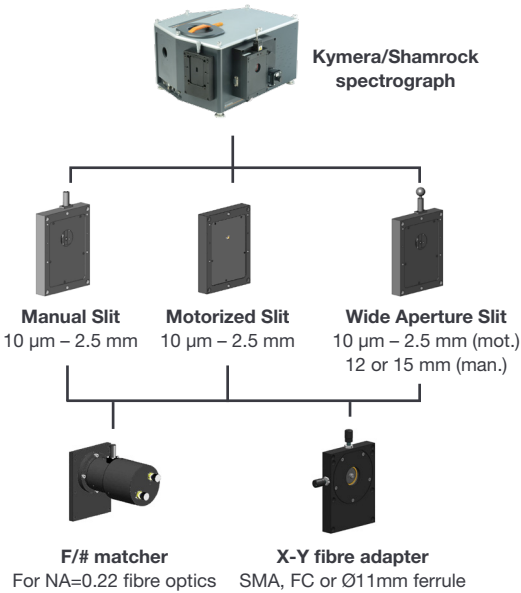 Kymera/Shamrock
spectrograph
Manual Slit
10 µm – 2.5 mm
Motorized Slit
10 µm – 2.5 mm
Wide Aperture Slit
10 µm – 2.5 mm (mot.)
12 or 15 mm (man.)
F/# matcher
For NA=0.22 fibre optics
X-Y fibre adapter
SMA, FC or Ø11mm ferrule